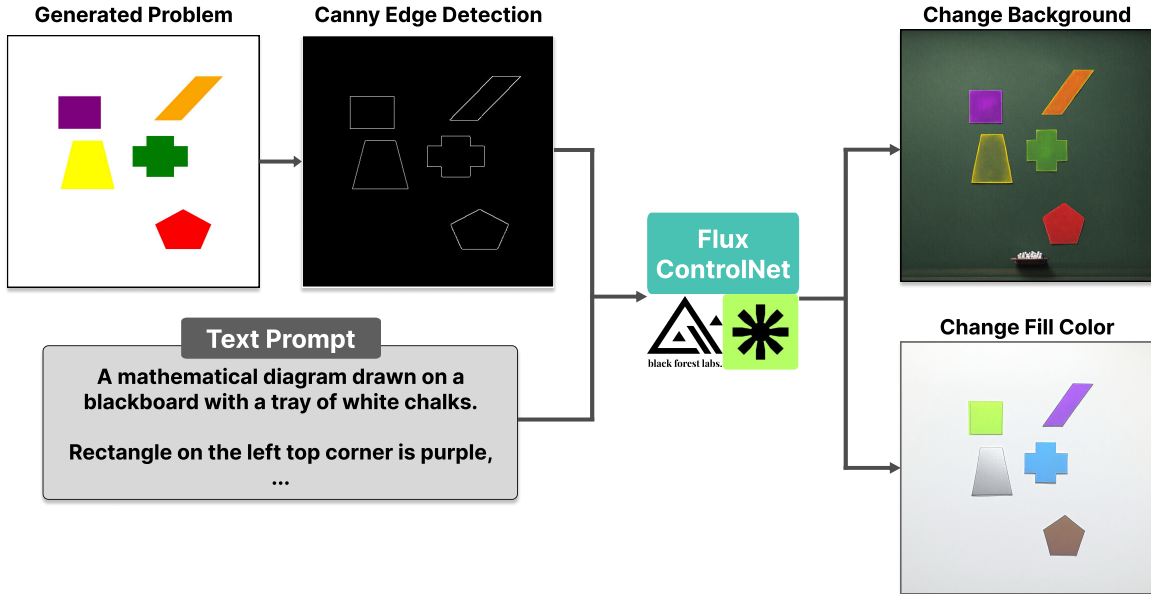 Generated Problem
Canny Edge Detection
Change Background
Flux
ControlNet
black forest labs.
Text Prompt
A mathematical diagram drawn on a
blackboard with a tray of white chalks.
Rectangle on the left top corner is purple,
...
Change Fill Color